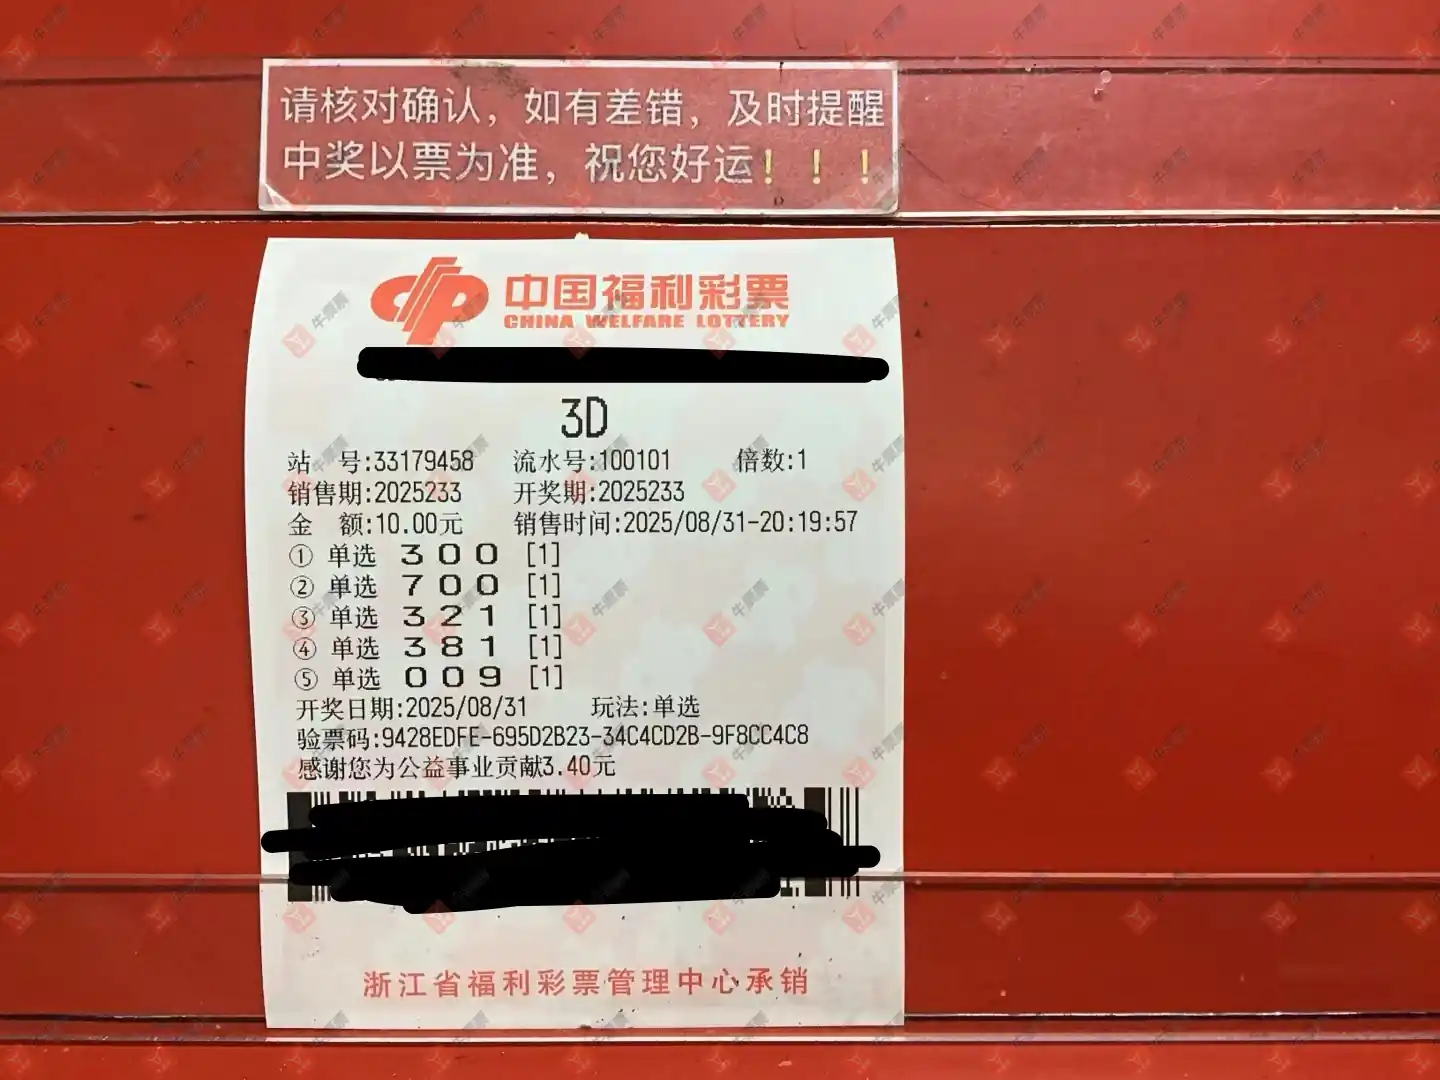 请核对确认，如有差错，及时提醒
中奖以票为准，祝您好运！！！
中国福利彩票
CHINA WELFARE LOTTERY
3D
站 号:33179458 流水号:100101 倍数:1
销售期:2025233 开奖期:2025233
金 额:10.00元 销售时间:2025/08/31-20:19:57
① 单选 3 0 0 [1]
② 单选 7 0 0 [1]
③ 单选 3 2 1 [1]
④ 单选 3 8 1 [1]
⑤ 单选 0 0 9 [1]
开奖日期:2025/08/31 玩法:单选
验票码:9428EDFE-695D2B23-34C4CD2B-9F8CC4C8
感谢您为公益事业贡献3.40元
浙江省福利彩票管理中心承销